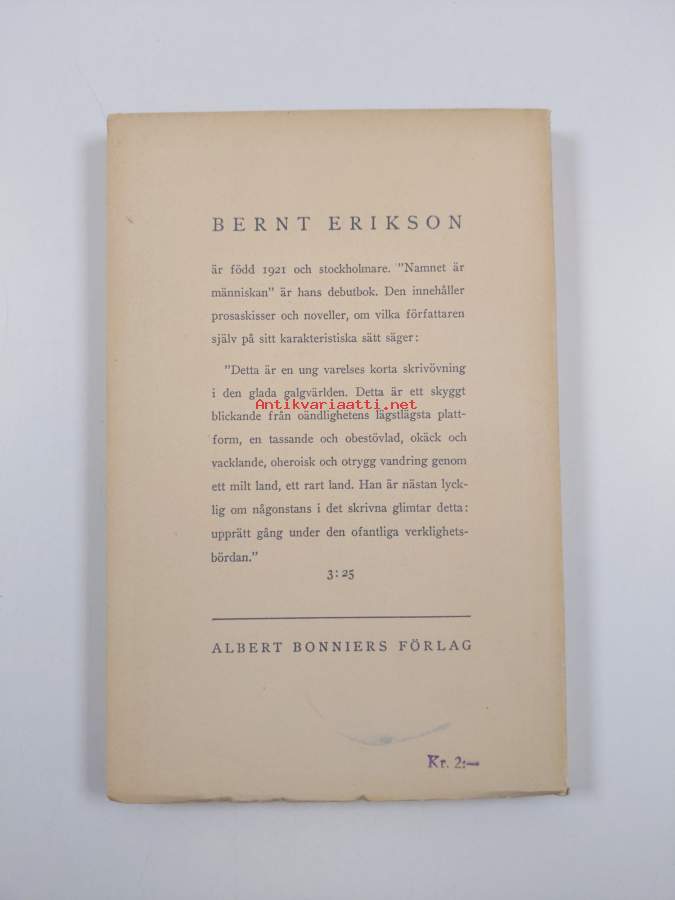 BERNT ERIKSON
är född 1921 och stockholmare. ”Namnet är
människan” är hans debutbok. Den innehåller
prosaskisser och noveller, om vilka författaren
själv på sitt karakteristiska sätt säger:
”Detta är en ung varelses korta skrivövning
i den glada galgvärlden. Detta är ett skyggt
Antikvariaatti.net
blickande från oändlighetens lägstlägsta platt-
form, en tassande och obestövlad, okäck och
vacklande, oheroisk och otrygg vandring genom
ett milt land, ett rart land. Han är nästan lyck-
lig om någonstans i det skrivna glimtar detta:
upprätt gång under den ofantliga verklighets-
bördan.”
3:25
ALBERT BONNIERS FÖRLAG
Kr. 2:—